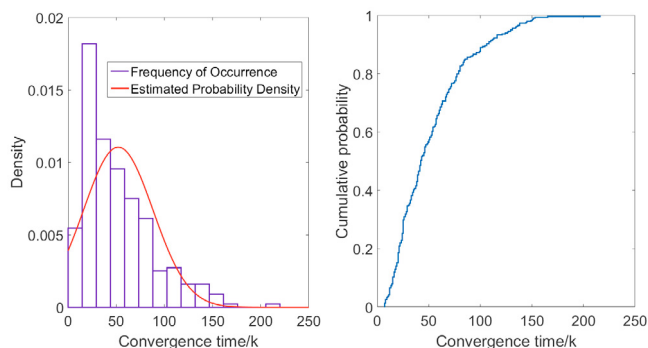 0.02
0.015
0.01
0.005
0
Density
Frequency of Occurrence
Estimated Probability Density
0 50 100 150 200 250
Convergence time/k
1
0.8
0.6
0.4
0.2
0
Cumulative probability
0 50 100 150 200 250
Convergence time/k